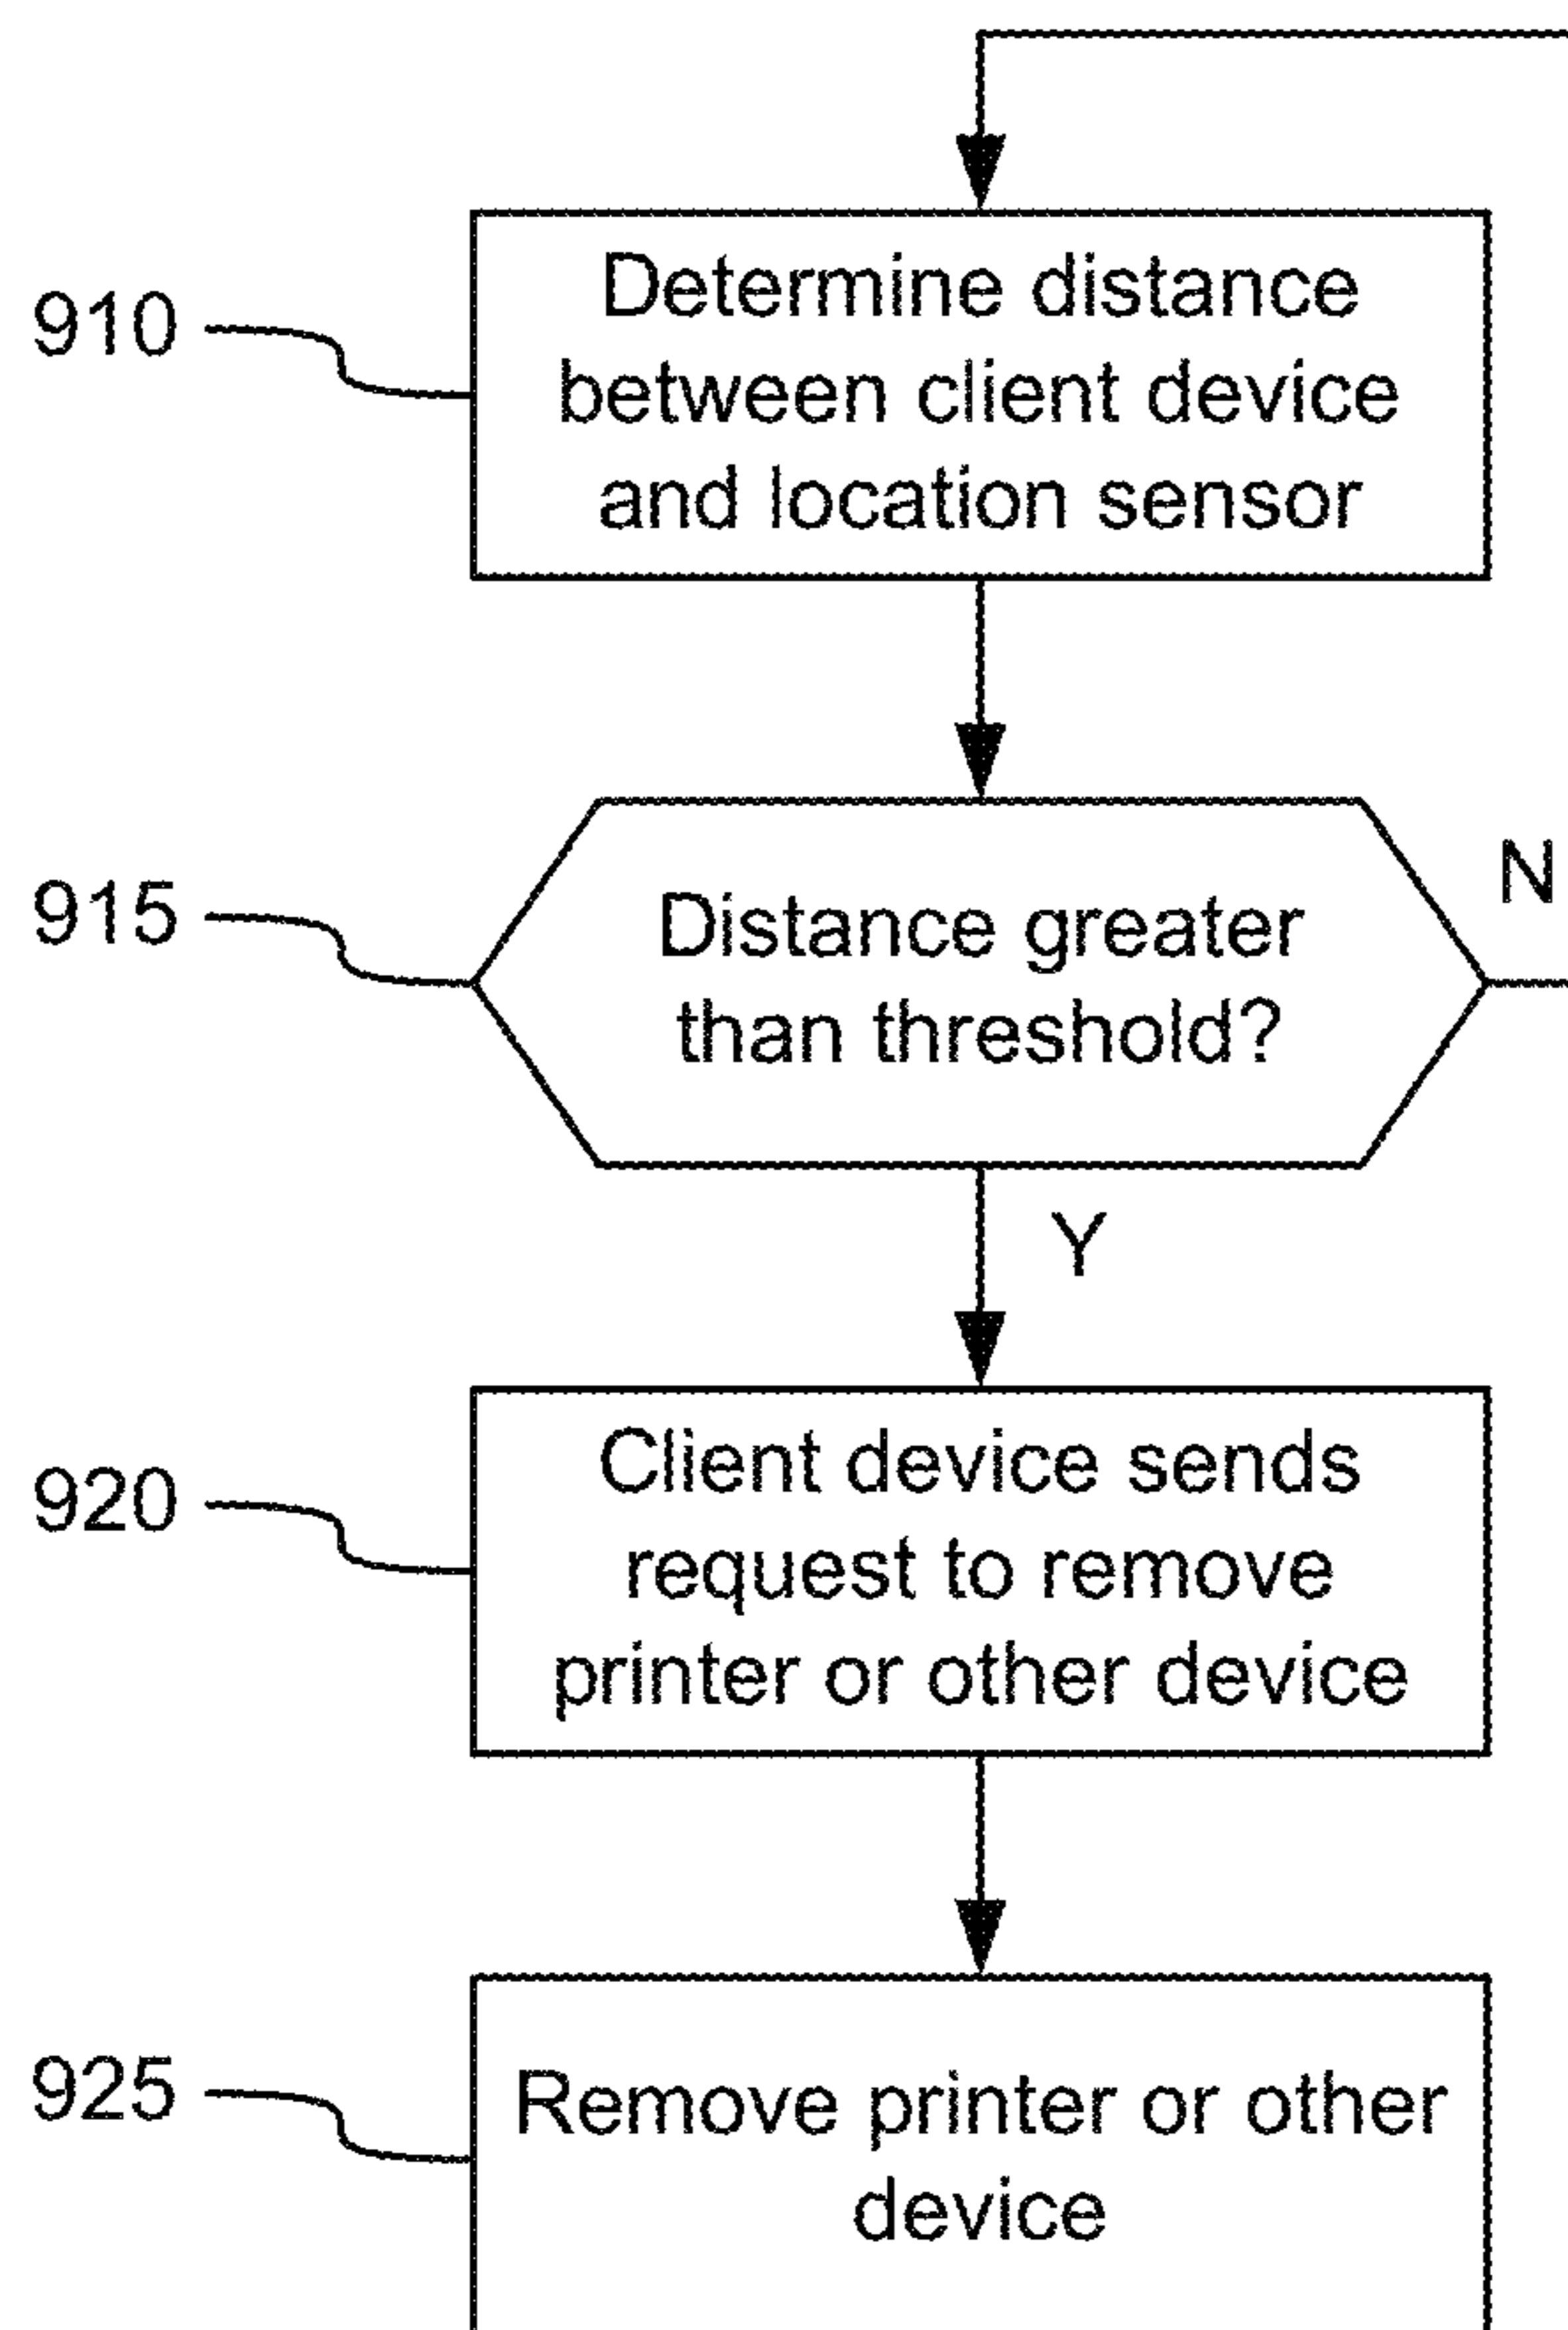 910
Determine distance
between client device
and location sensor
915
Distance greater
than threshold?
N
Y
920
Client device sends
request to remove
printer or other device
925
Remove printer or other
device